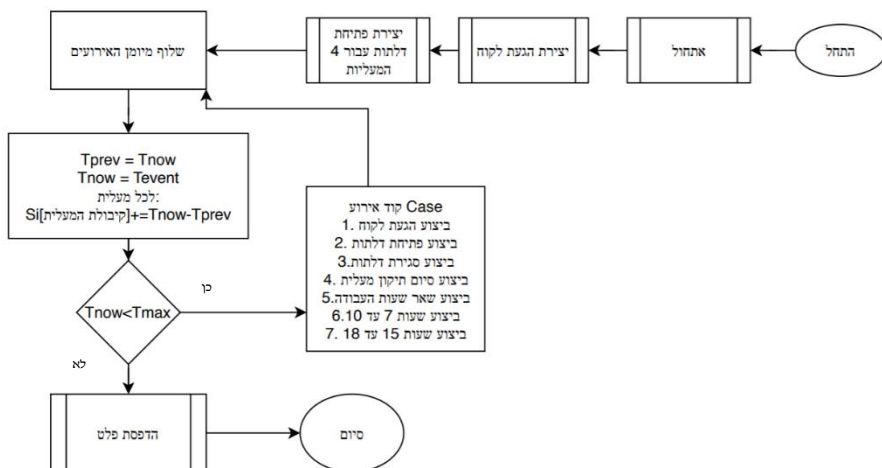 התחל
אתחול
יצירת הגעת לקוח
יצירת פתיחת
דלתות עבור 4
המעליות
שלוף מיומן האירועים
Tprev = Tnow
Tnow = Tevent
לכל מעלית:
Si[קיבולת המעלית]+=Tnow-Tprev
Tnow<Tmax
כן
קוד אירוע Case
1. ביצוע הגעת לקוח
2. ביצוע פתיחת דלתות
3.ביצוע סגירת דלתות
4. ביצוע סיום תיקון מעלית
5.ביצוע שאר שעות העבודה
6.ביצוע שעות 7 עד 10
7. ביצוע שעות 15 עד 18
לא
הדפסת פלט
סיום